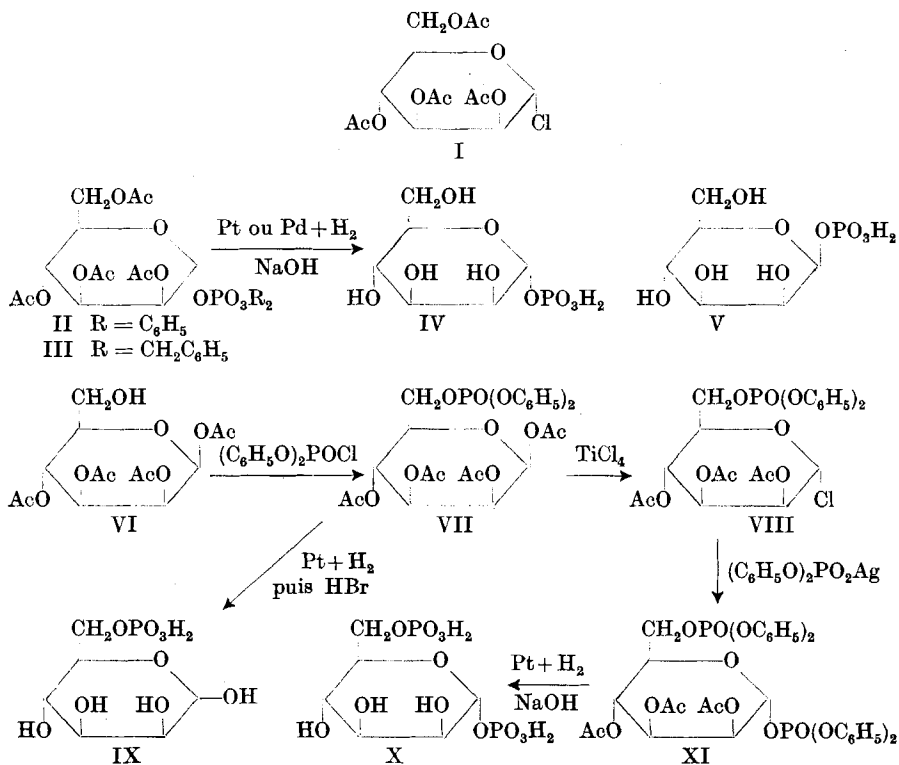 CH₂OAc
O
OAc AcO
AcO Cl
I
CH₂OAc
O
OAc AcO
AcO OPO₃R₂
II R = C₆H₅
III R = CH₂C₆H₅
Pt ou Pd + H₂
NaOH
CH₂OH
O
OH HO
HO OPO₃H₂
IV
CH₂OH
O OPO₃H₂
OH HO
HO
V
CH₂OH
O OAc
OAc AcO
AcO
VI
(C₆H₅O)₂POCl
CH₂OPO(OC₆H₅)₂
O OAc
OAc AcO
AcO
VII
TiCl₄
CH₂OPO(OC₆H₅)₂
O
OAc AcO
AcO Cl
VIII
Pt + H₂
puis HBr
(C₆H₅O)₂PO₂Ag
CH₂OPO₃H₂
O
OH HO OH
HO
IX
CH₂OPO₃H₂
O
OH HO
HO OPO₃H₂
X
Pt + H₂
NaOH
CH₂OPO(OC₆H₅)₂
O
OAc AcO
AcO OPO(OC₆H₅)₂
XI